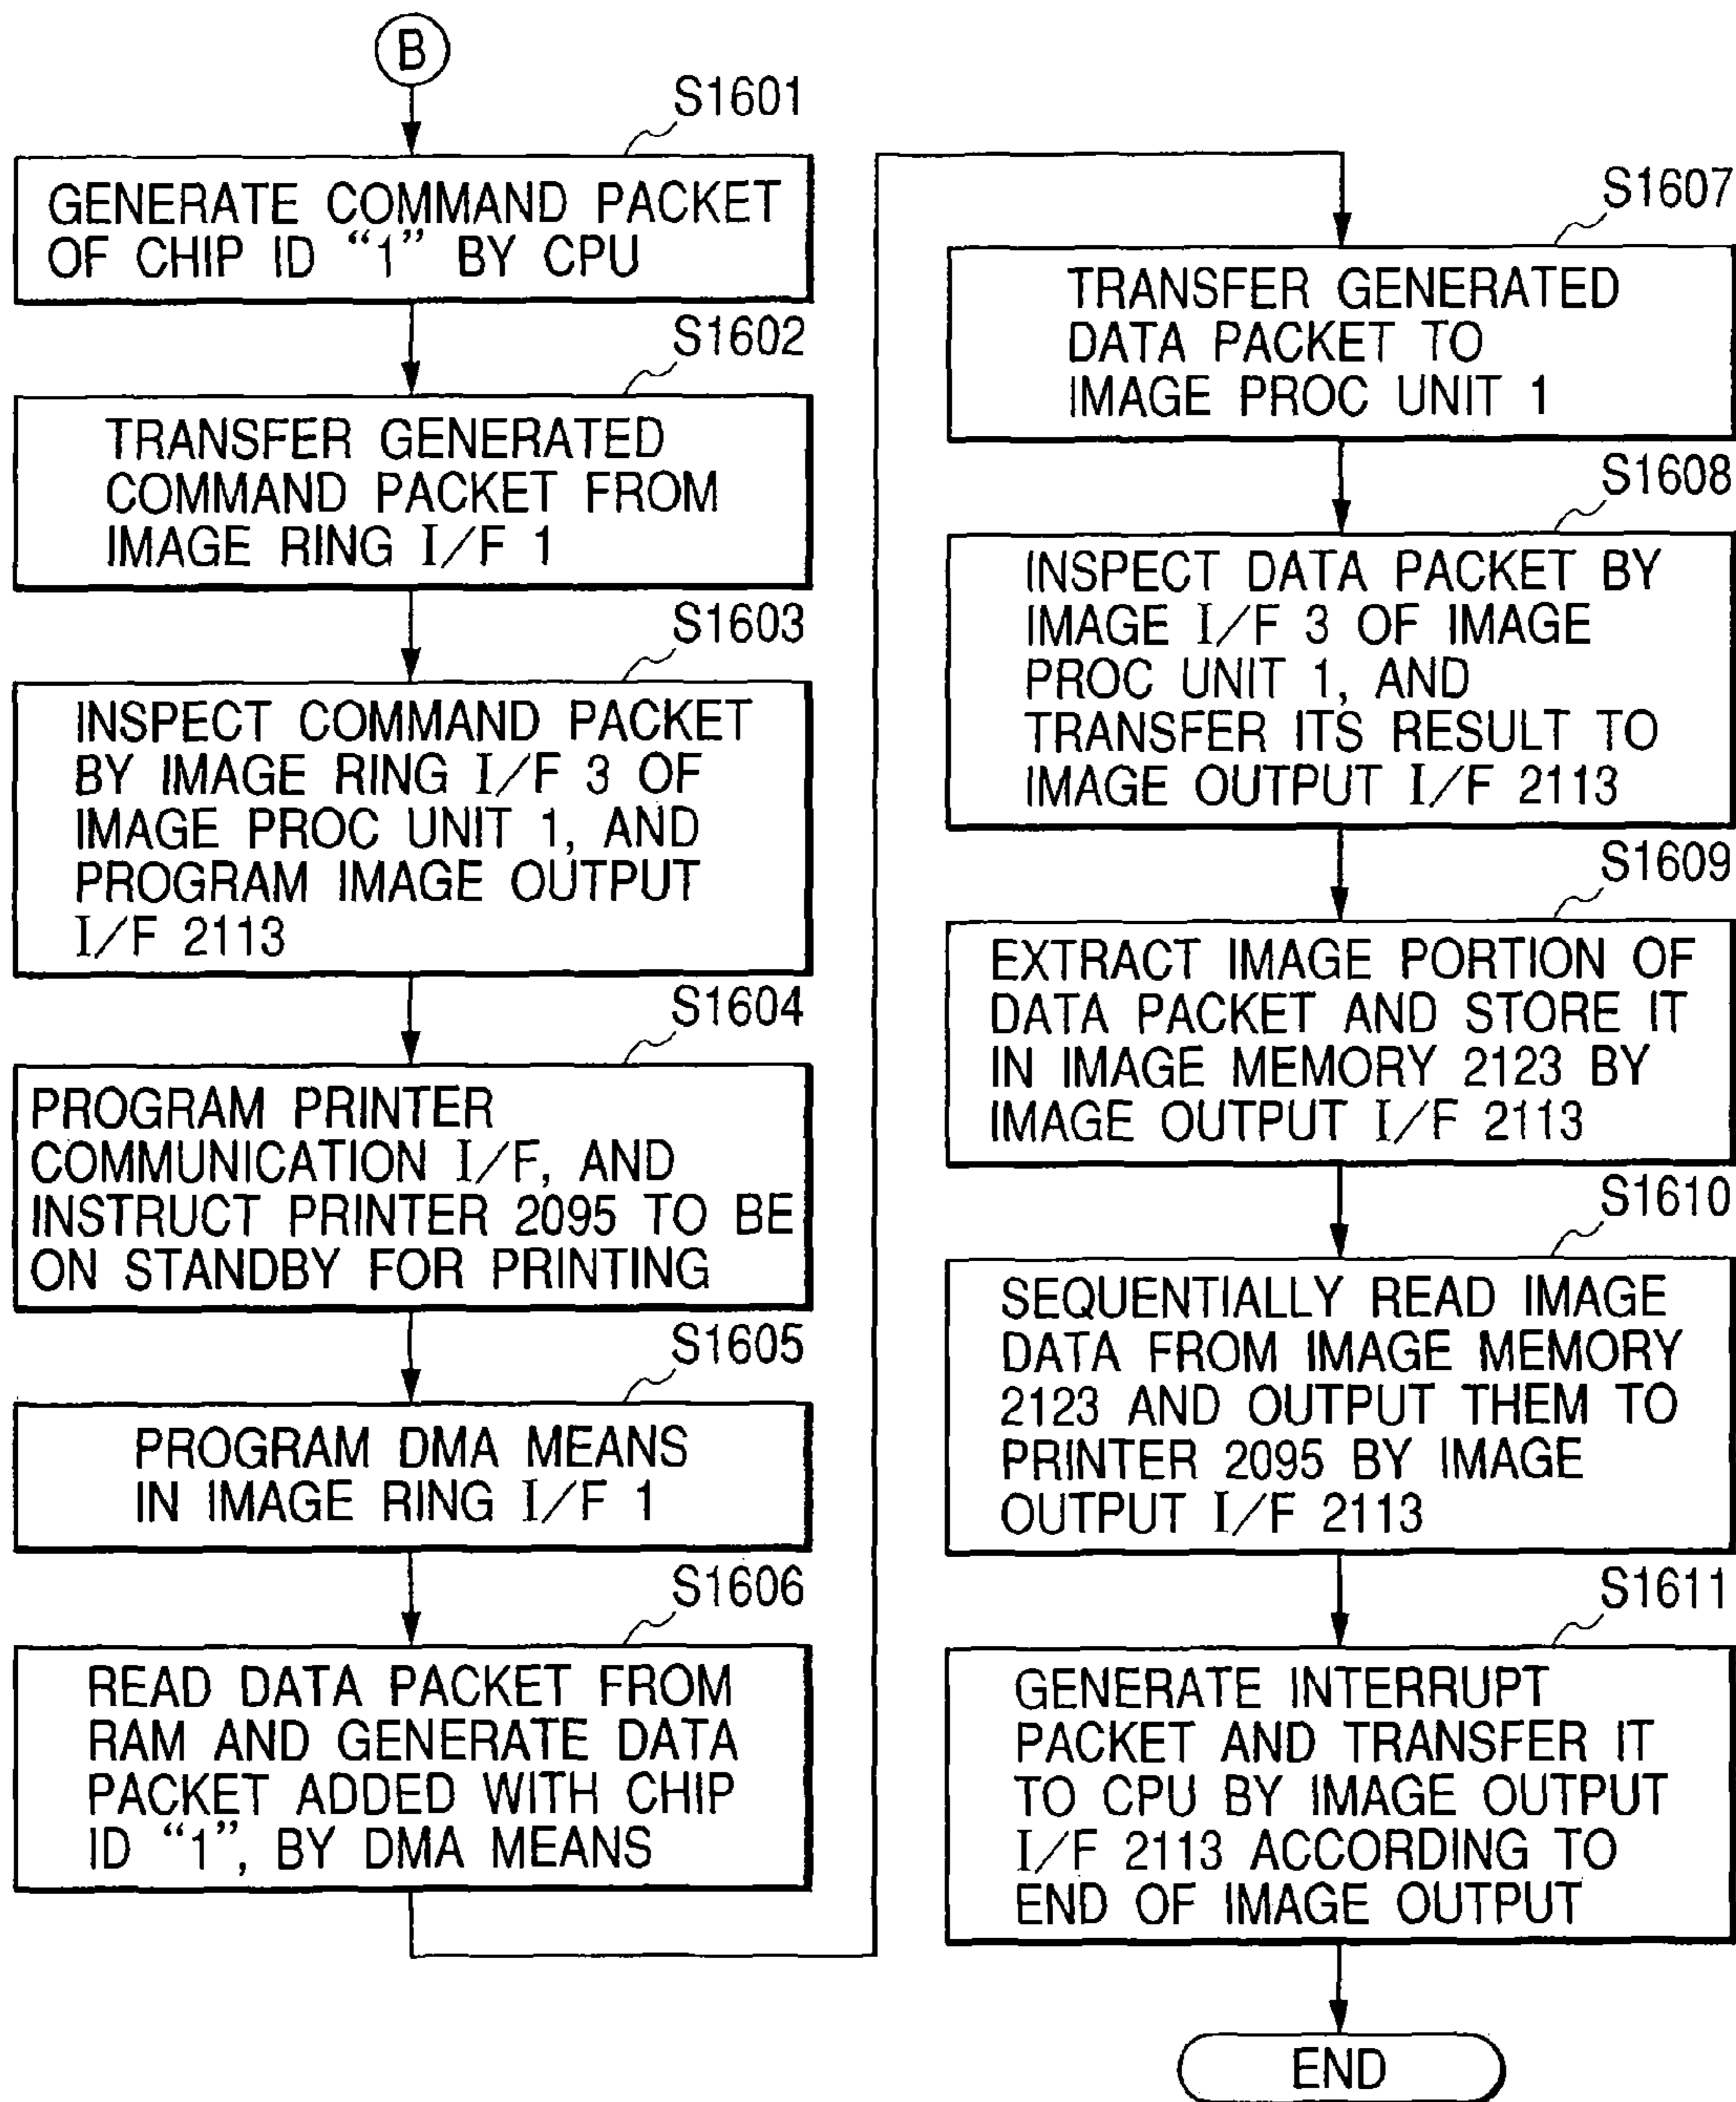 B
S1601
GENERATE COMMAND PACKET
OF CHIP ID “1” BY CPU
S1602
TRANSFER GENERATED
COMMAND PACKET FROM
IMAGE RING I/F 1
S1603
INSPECT COMMAND PACKET
BY IMAGE RING I/F 3 OF
IMAGE PROC UNIT 1, AND
PROGRAM IMAGE OUTPUT
I/F 2113
S1604
PROGRAM PRINTER
COMMUNICATION I/F, AND
INSTRUCT PRINTER 2095 TO BE
ON STANDBY FOR PRINTING
S1605
PROGRAM DMA MEANS
IN IMAGE RING I/F 1
S1606
READ DATA PACKET FROM
RAM AND GENERATE DATA
PACKET ADDED WITH CHIP
ID “1”, BY DMA MEANS
S1607
TRANSFER GENERATED
DATA PACKET TO
IMAGE PROC UNIT 1
S1608
INSPECT DATA PACKET BY
IMAGE I/F 3 OF IMAGE
PROC UNIT 1, AND
TRANSFER ITS RESULT TO
IMAGE OUTPUT I/F 2113
S1609
EXTRACT IMAGE PORTION OF
DATA PACKET AND STORE IT
IN IMAGE MEMORY 2123 BY
IMAGE OUTPUT I/F 2113
S1610
SEQUENTIALLY READ IMAGE
DATA FROM IMAGE MEMORY
2123 AND OUTPUT THEM TO
PRINTER 2095 BY IMAGE
OUTPUT I/F 2113
S1611
GENERATE INTERRUPT
PACKET AND TRANSFER IT
TO CPU BY IMAGE OUTPUT
I/F 2113 ACCORDING TO
END OF IMAGE OUTPUT
END